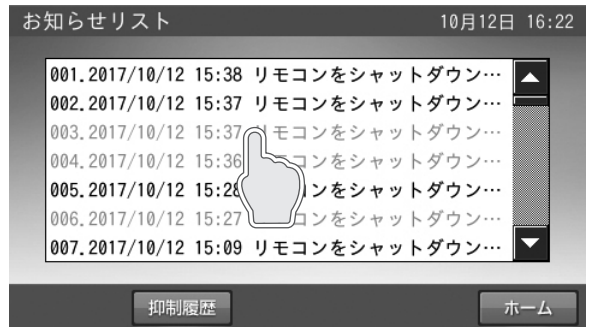 お知らせリスト 10月12日 16:22
001.2017/10/12 15:38 リモコンをシャットダウン…
002.2017/10/12 15:37 リモコンをシャットダウン…
003.2017/10/12 15:37 リモコンをシャットダウン…
004.2017/10/12 15:36 コンをシャットダウン…
005.2017/10/12 15:28 コンをシャットダウン…
006.2017/10/12 15:27 コンをシャットダウン…
007.2017/10/12 15:09 リモコンをシャットダウン…
抑制履歴 ホーム